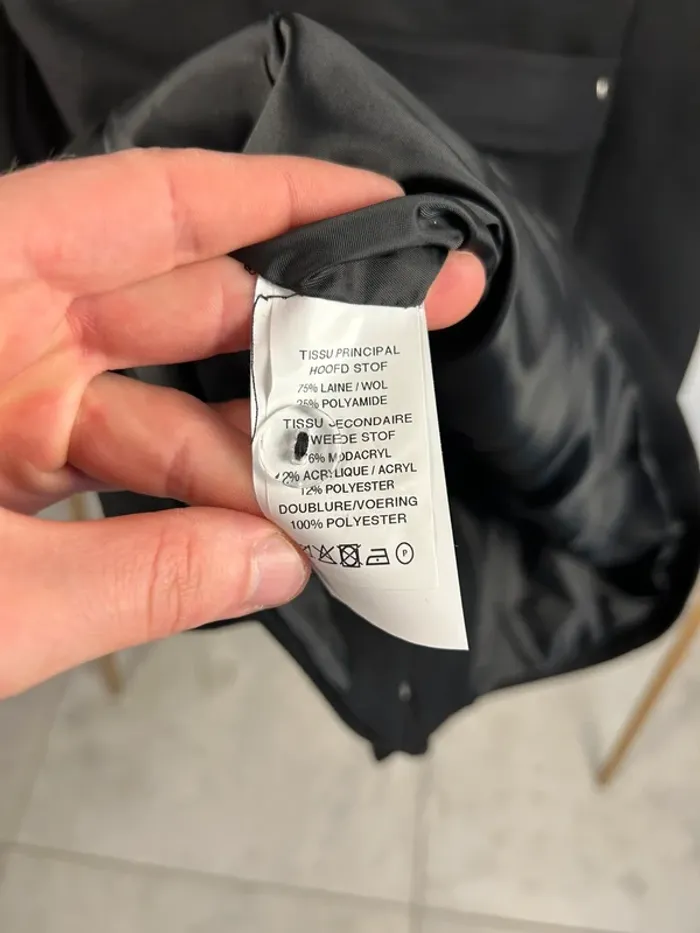 TISSU PRINCIPAL
HOOFD STOF
75% LAINE / WOL
25% POLYAMIDE
TISSU SECONDAIRE
STOF
MODACRYL
ACRYLIQUE / ACRYL
12% POLYESTER
DOUBLURE/VOERING
100% POLYESTER
P